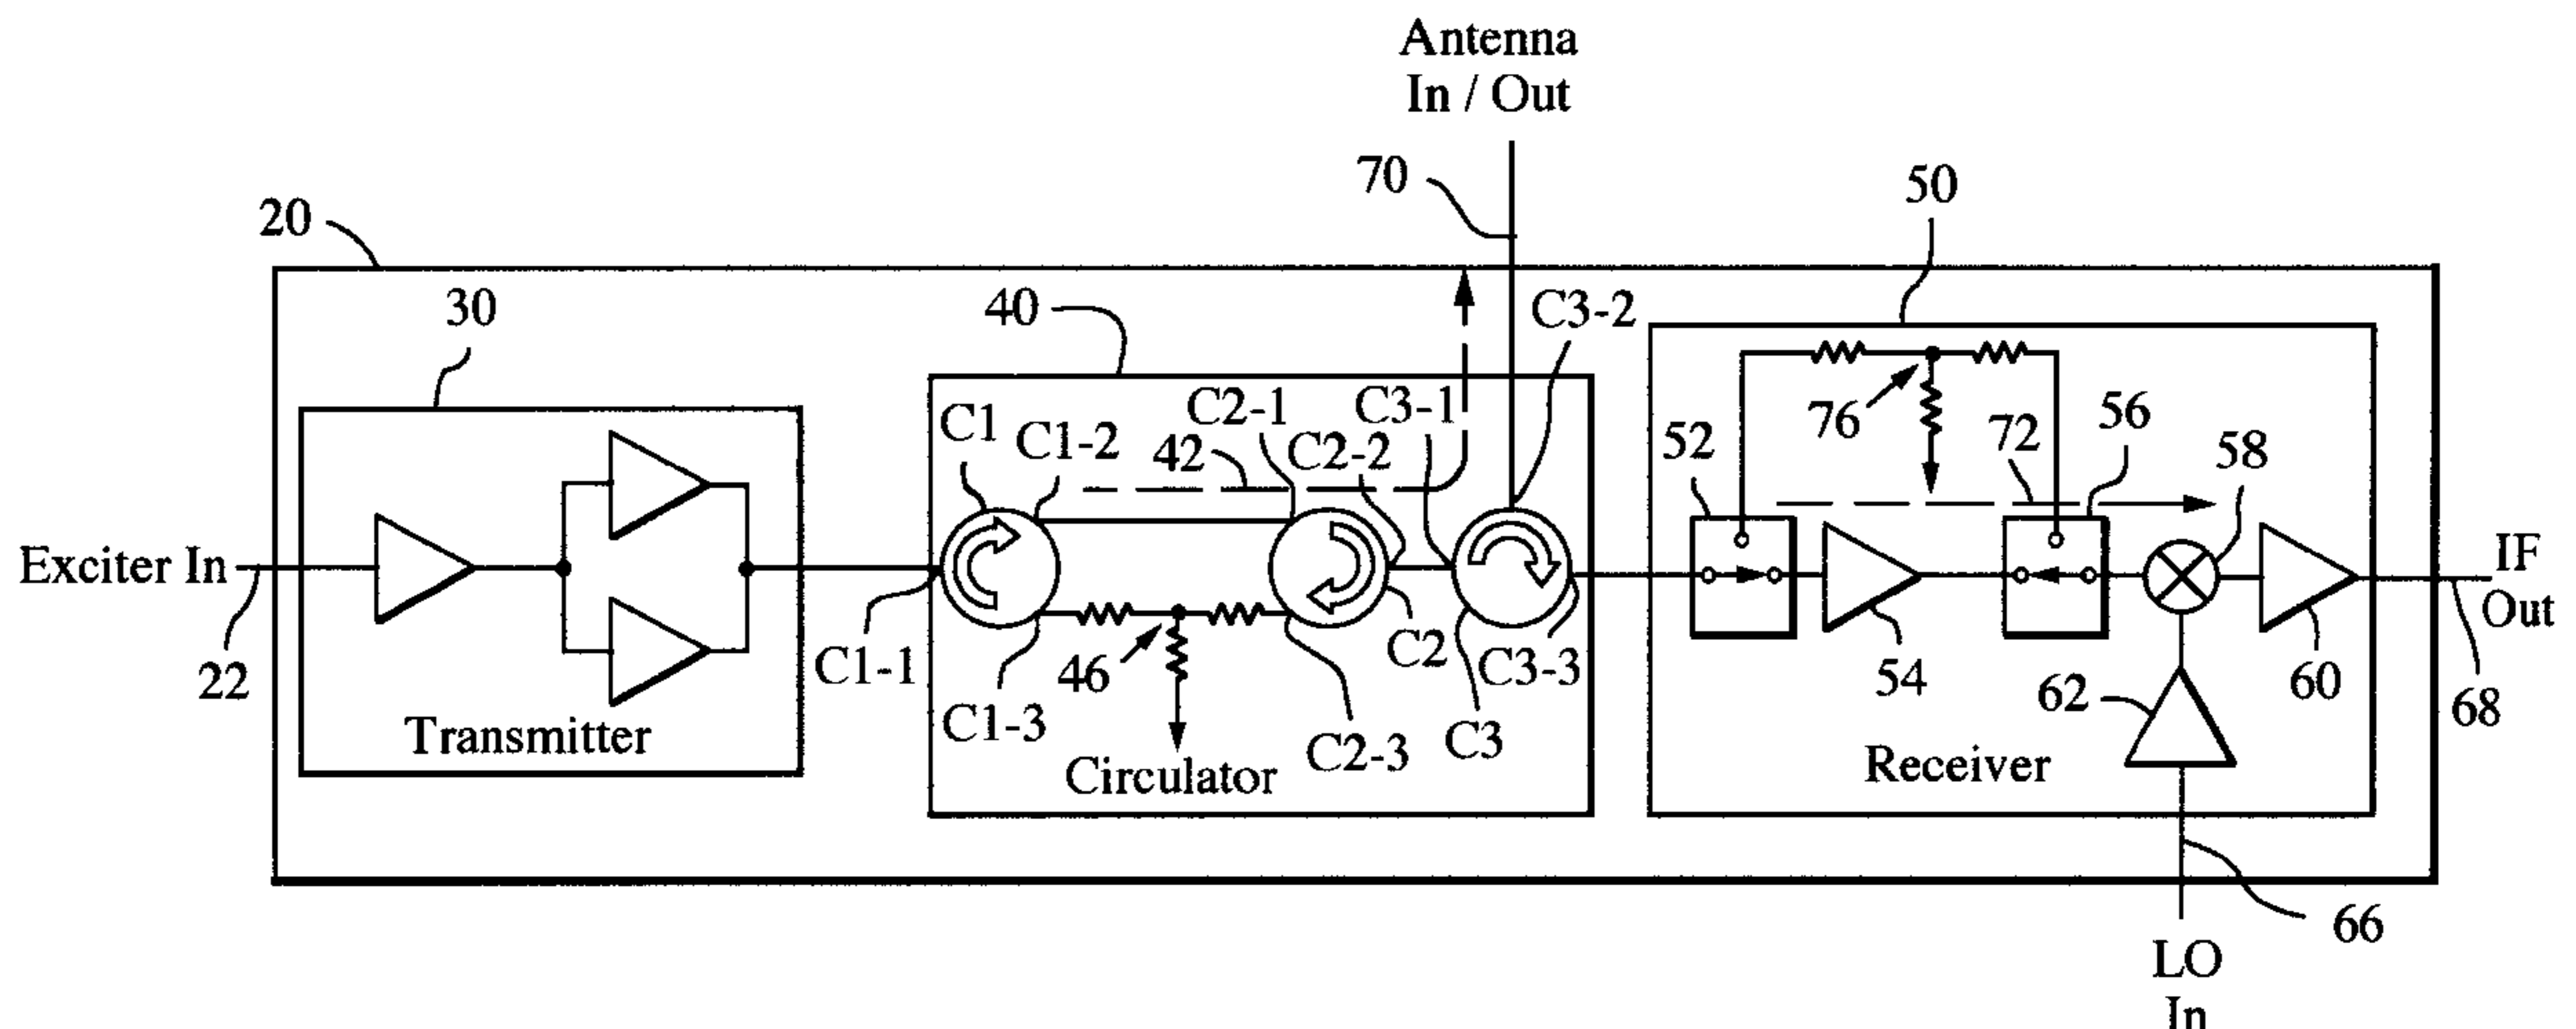 Antenna
In / Out
70
50
20
30
40
C3-2
C1
C1-2
C2-1
C3-1
42
C2-2
76
52
72
56
58
Exciter In
IF
Out
22
C1-1
46
C2
C3-3
54
62
60
68
C1-3
C2-3
C3
Transmitter
Circulator
Receiver
66
LO
In